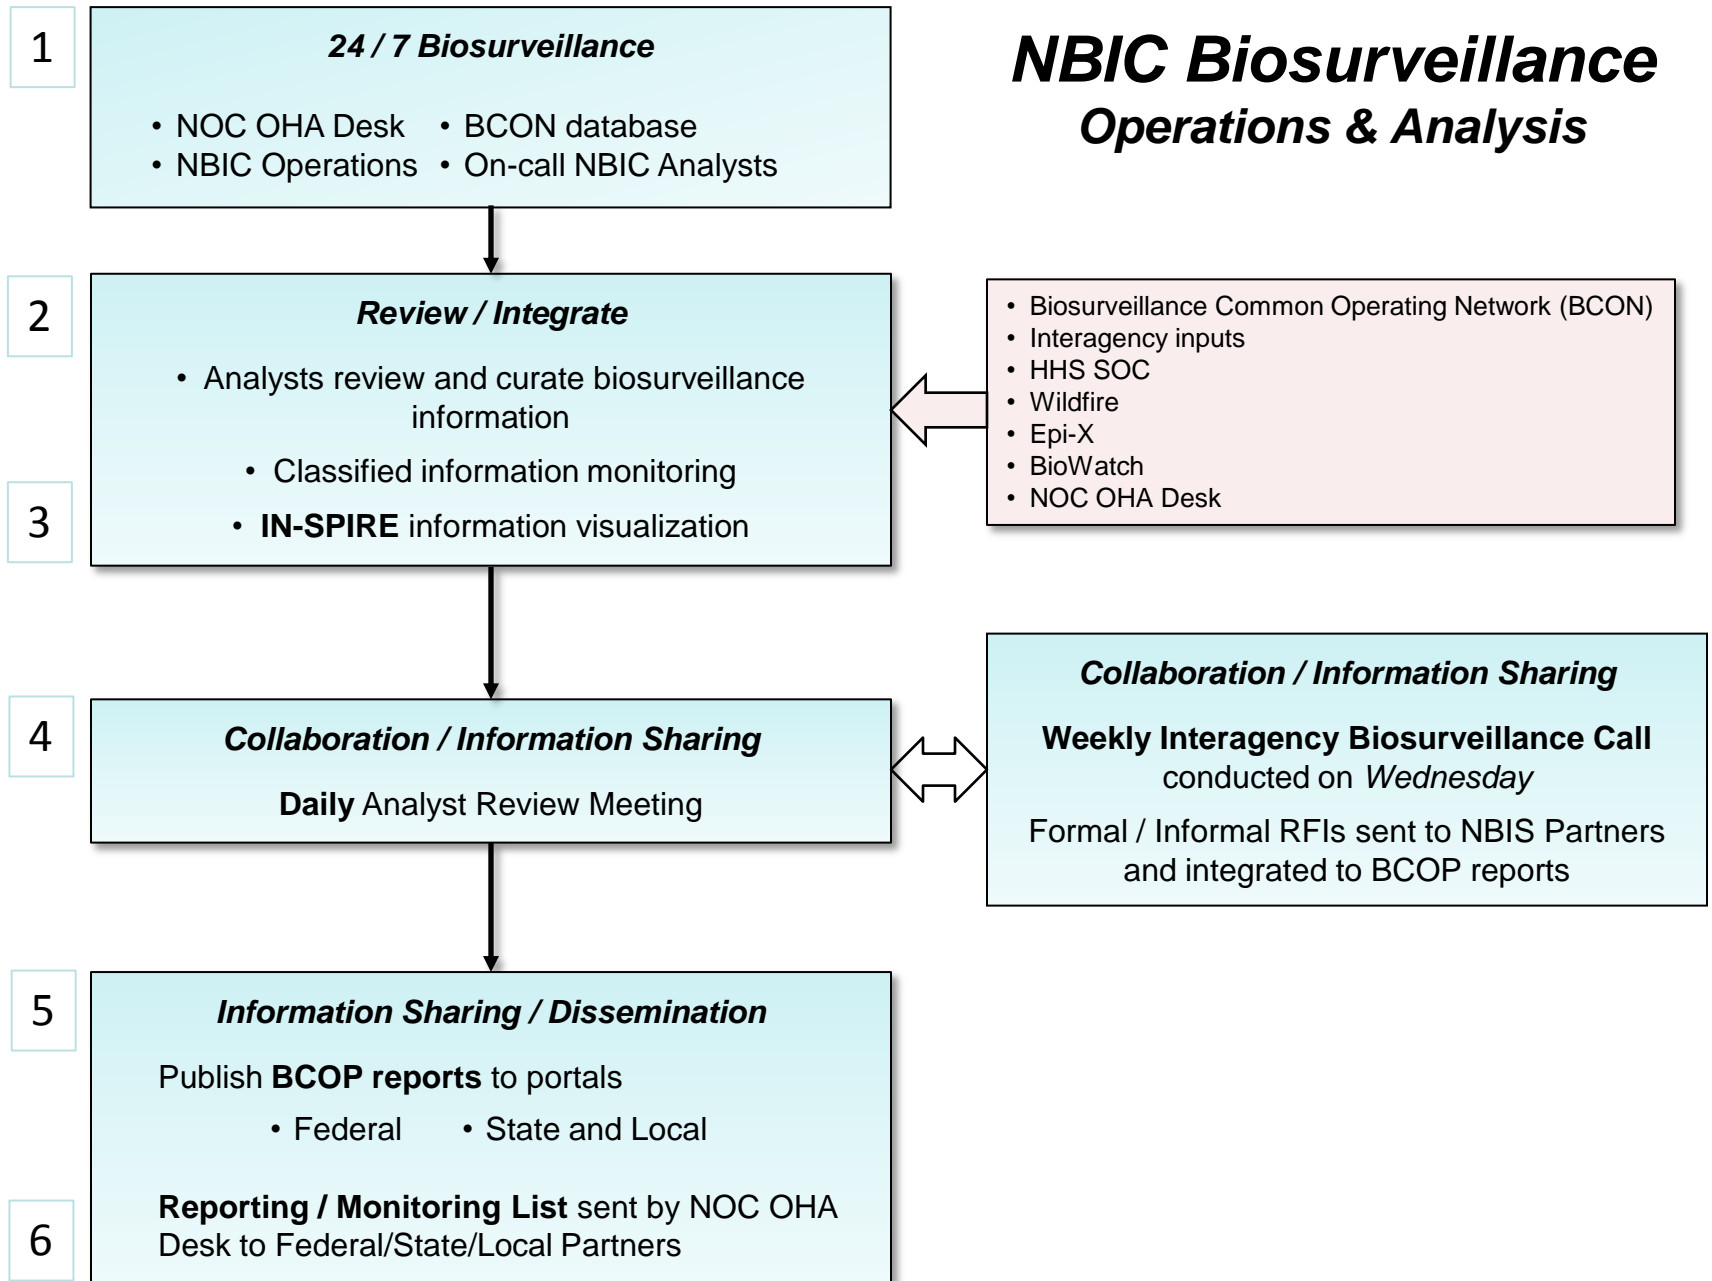 1
24 / 7 Biosurveillance
• NOC OHA Desk • BCON database
• NBIC Operations • On-call NBIC Analysts
NBIC Biosurveillance
Operations & Analysis
2
Review / Integrate
• Analysts review and curate biosurveillance
information
• Classified information monitoring
3
• IN-SPIRE information visualization
• Biosurveillance Common Operating Network (BCON)
• Interagency inputs
• HHS SOC
• Wildfire
• Epi-X
• BioWatch
• NOC OHA Desk
4
Collaboration / Information Sharing
Daily Analyst Review Meeting
Collaboration / Information Sharing
Weekly Interagency Biosurveillance Call
conducted on Wednesday
Formal / Informal RFIs sent to NBIS Partners
and integrated to BCOP reports
5
Information Sharing / Dissemination
Publish BCOP reports to portals
• Federal • State and Local
6
Reporting / Monitoring List sent by NOC OHA
Desk to Federal/State/Local Partners